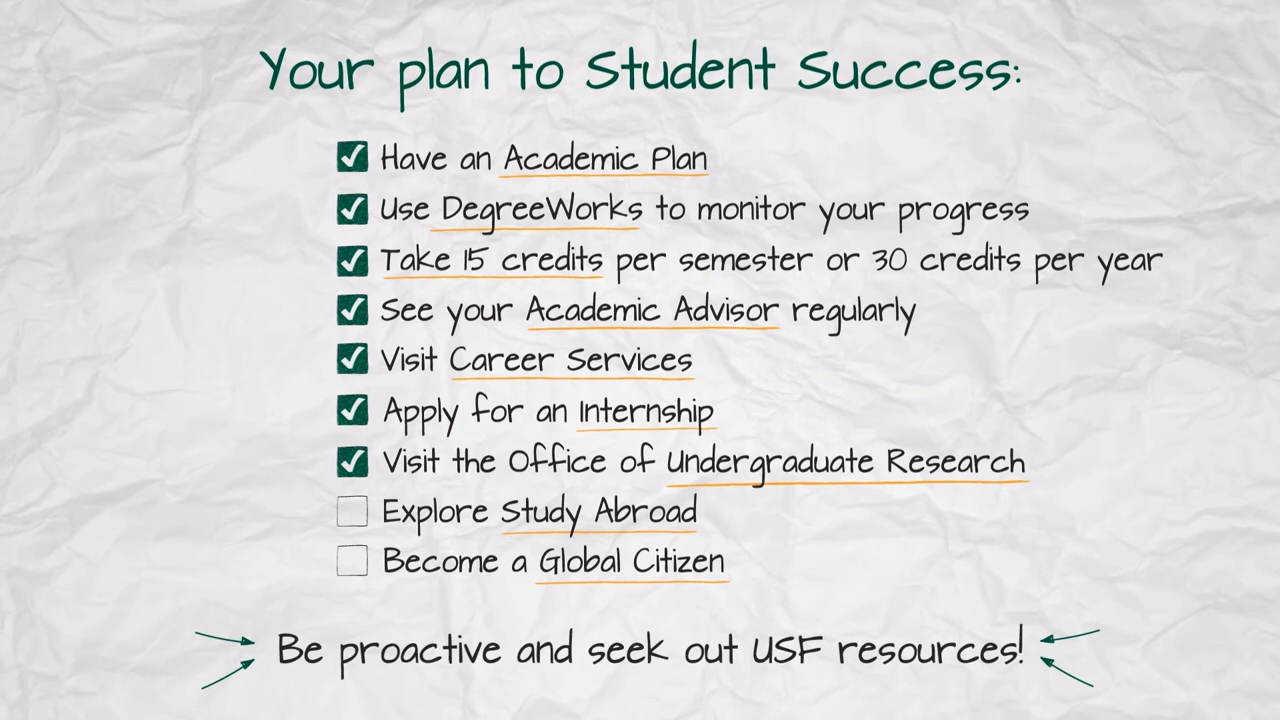 Your plan to Student Success:
Have an Academic Plan
Use DegreeWorks to monitor your progress
Take 15 credits per semester or 30 credits per year
See your Academic Advisor regularly
Visit Career Services
Apply for an Internship
Visit the Office of Undergraduate Research
Explore Study Abroad
Become a Global Citizen
Be proactive and seek out USF resources!